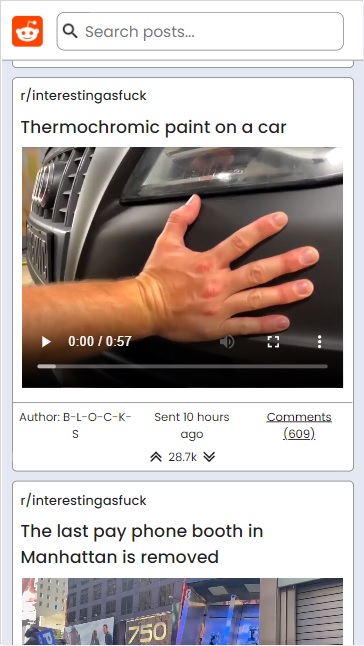 Search posts...
r/interestingasfuck
Thermochromic paint on a car
0:00 / 0:57
Author: B-L-O-C-K-
S
Sent 10 hours
ago
Comments
(609)
28.7k
r/interestingasfuck
The last pay phone booth in
Manhattan is removed
750